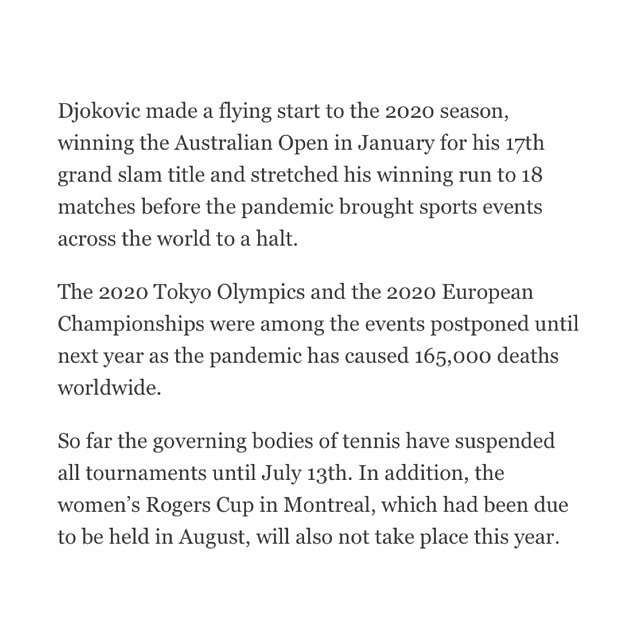 Djokovic made a flying start to the 2020 season,
winning the Australian Open in January for his 17th
grand slam title and stretched his winning run to 18
matches before the pandemic brought sports events
across the world to a halt.
The 2020 Tokyo Olympics and the 2020 European
Championships were among the events postponed until
next year as the pandemic has caused 165,000 deaths
worldwide.
So far the governing bodies of tennis have suspended
all tournaments until July 13th. In addition, the
women’s Rogers Cup in Montreal, which had been due
to be held in August, will also not take place this year.